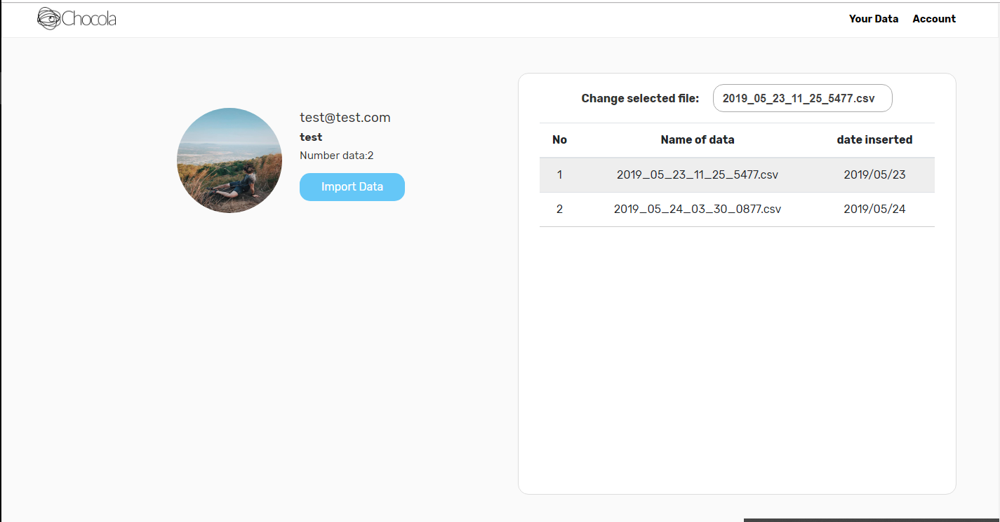 Chocola
Your Data Account
test@test.com
test
Number data:2
Import Data
Change selected file: 2019_05_23_11_25_5477.csv
No Name of data date inserted
1 2019_05_23_11_25_5477.csv 2019/05/23
2 2019_05_24_03_30_0877.csv 2019/05/24